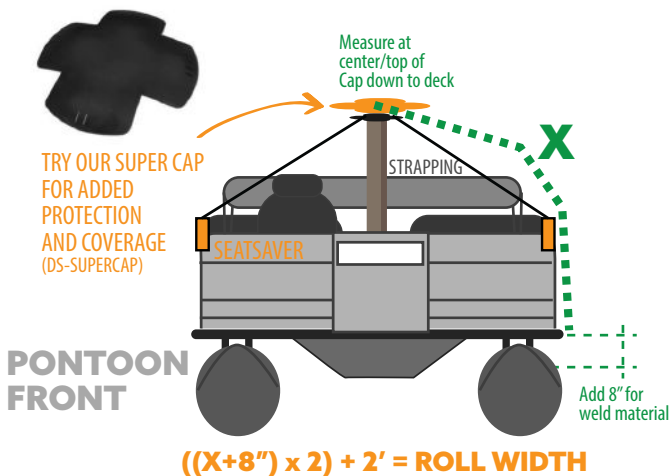 Measure at
center/top of
Cap down to deck
X
STRAPPING
TRY OUR SUPER CAP
FOR ADDED
PROTECTION
AND COVERAGE
(DS-SUPERCAP)
SEATSAVER
PONTOON
FRONT
Add 8" for
weld material
((X+8") x 2) + 2' = ROLL WIDTH